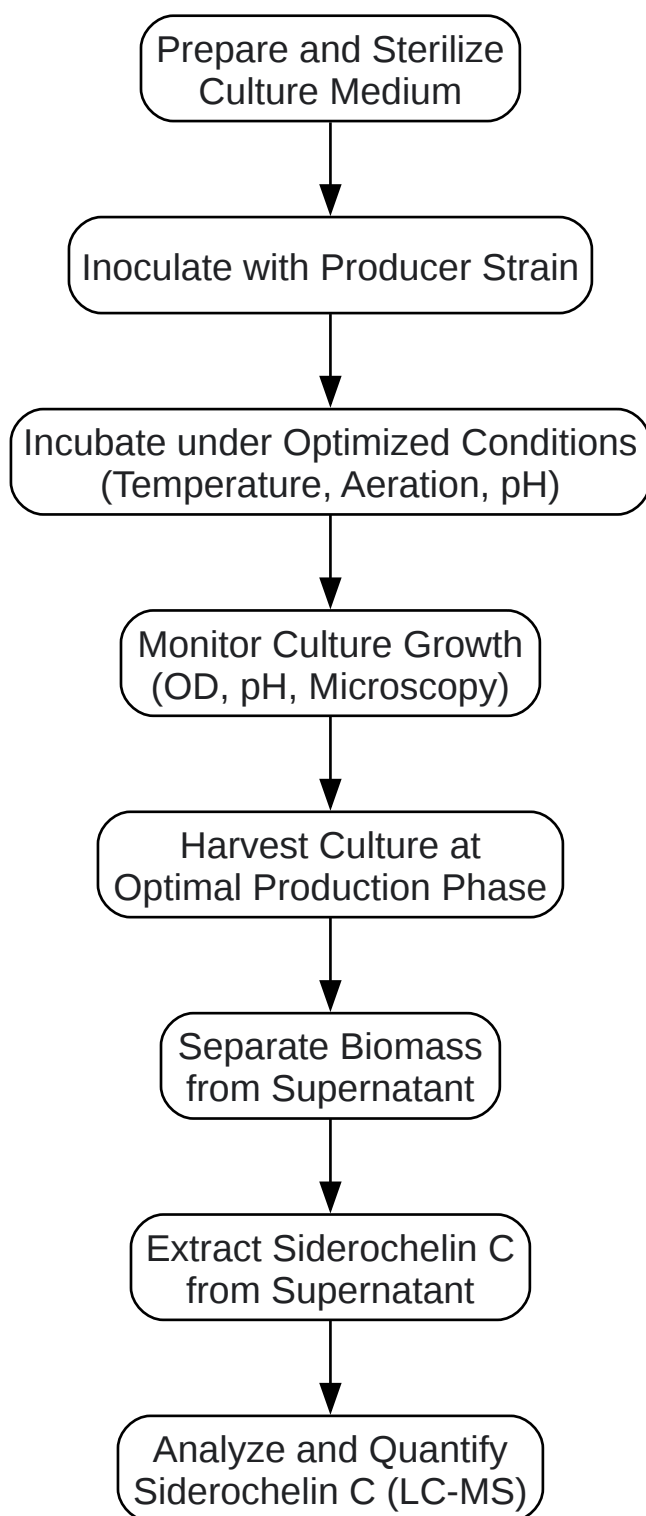 Prepare and Sterilize
Culture Medium
Inoculate with Producer Strain
Incubate under Optimized Conditions
(Temperature, Aeration, pH)
Monitor Culture Growth
(OD, pH, Microscopy)
Harvest Culture at
Optimal Production Phase
Separate Biomass
from Supernatant
Extract Siderochelin C
from Supernatant
Analyze and Quantify
Siderochelin C (LC-MS)